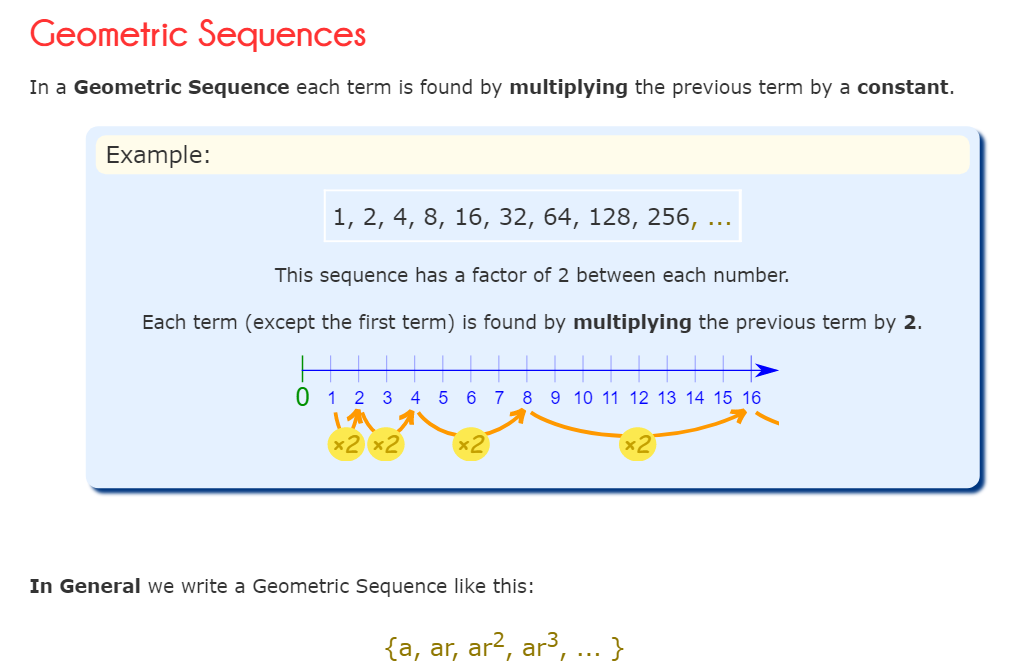 Geometric Sequences
In a Geometric Sequence each term is found by multiplying the previous term by a constant.
Example:
1, 2, 4, 8, 16, 32, 64, 128, 256, ...
This sequence has a factor of 2 between each number.
Each term (except the first term) is found by multiplying the previous term by 2.
0 1 2 3 4 5 6 7 8 9 10 11 12 13 14 15 16
×2 ×2 ×2 ×2
In General we write a Geometric Sequence like this:
{a, ar, ar², ar³, ... }